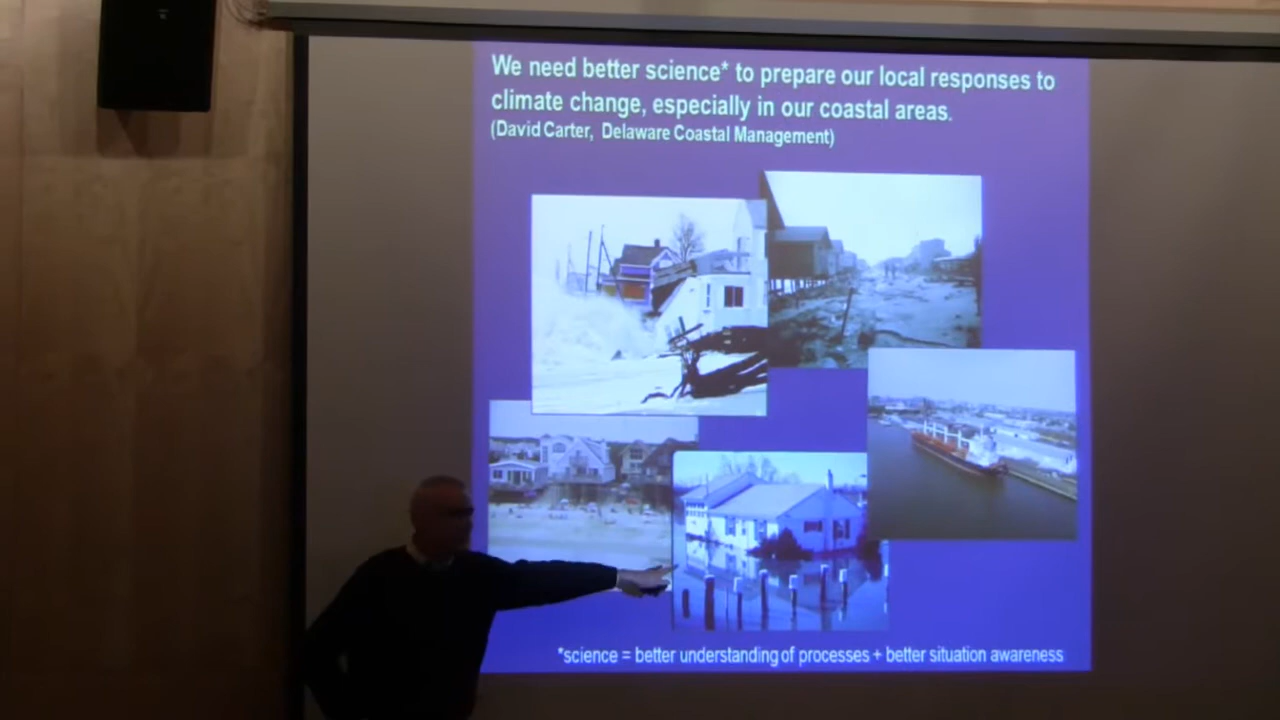 We need better science* to prepare our local responses to
climate change, especially in our coastal areas.
(David Carter, Delaware Coastal Management)
*science = better understanding of processes + better situation awareness